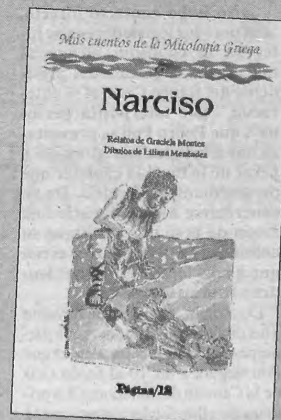 Más cuentos de la Mitología Griega
Narciso
Relatos de Graciela Montes
Dibujos de Liliana Menéndez
Página/12